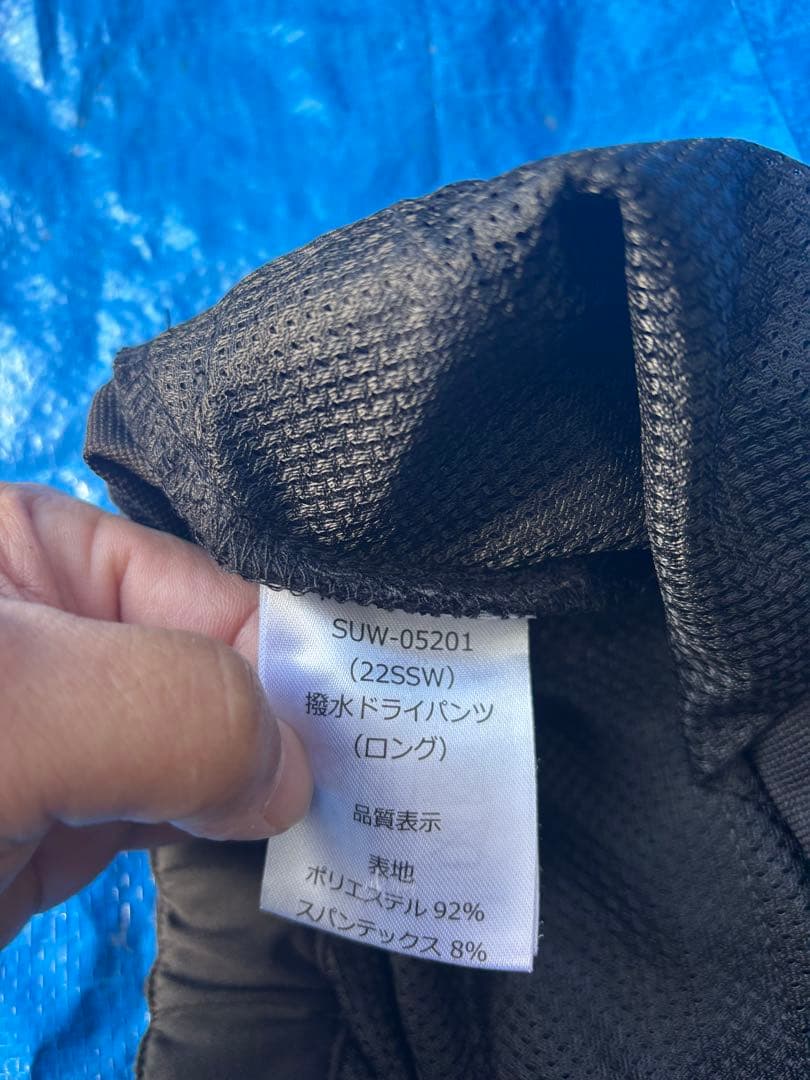 SUW-05201
(22SSW)
撥水ドライパンツ
(ロング)
品質表示
表地
ポリエステル 92%
スパンテックス 8%